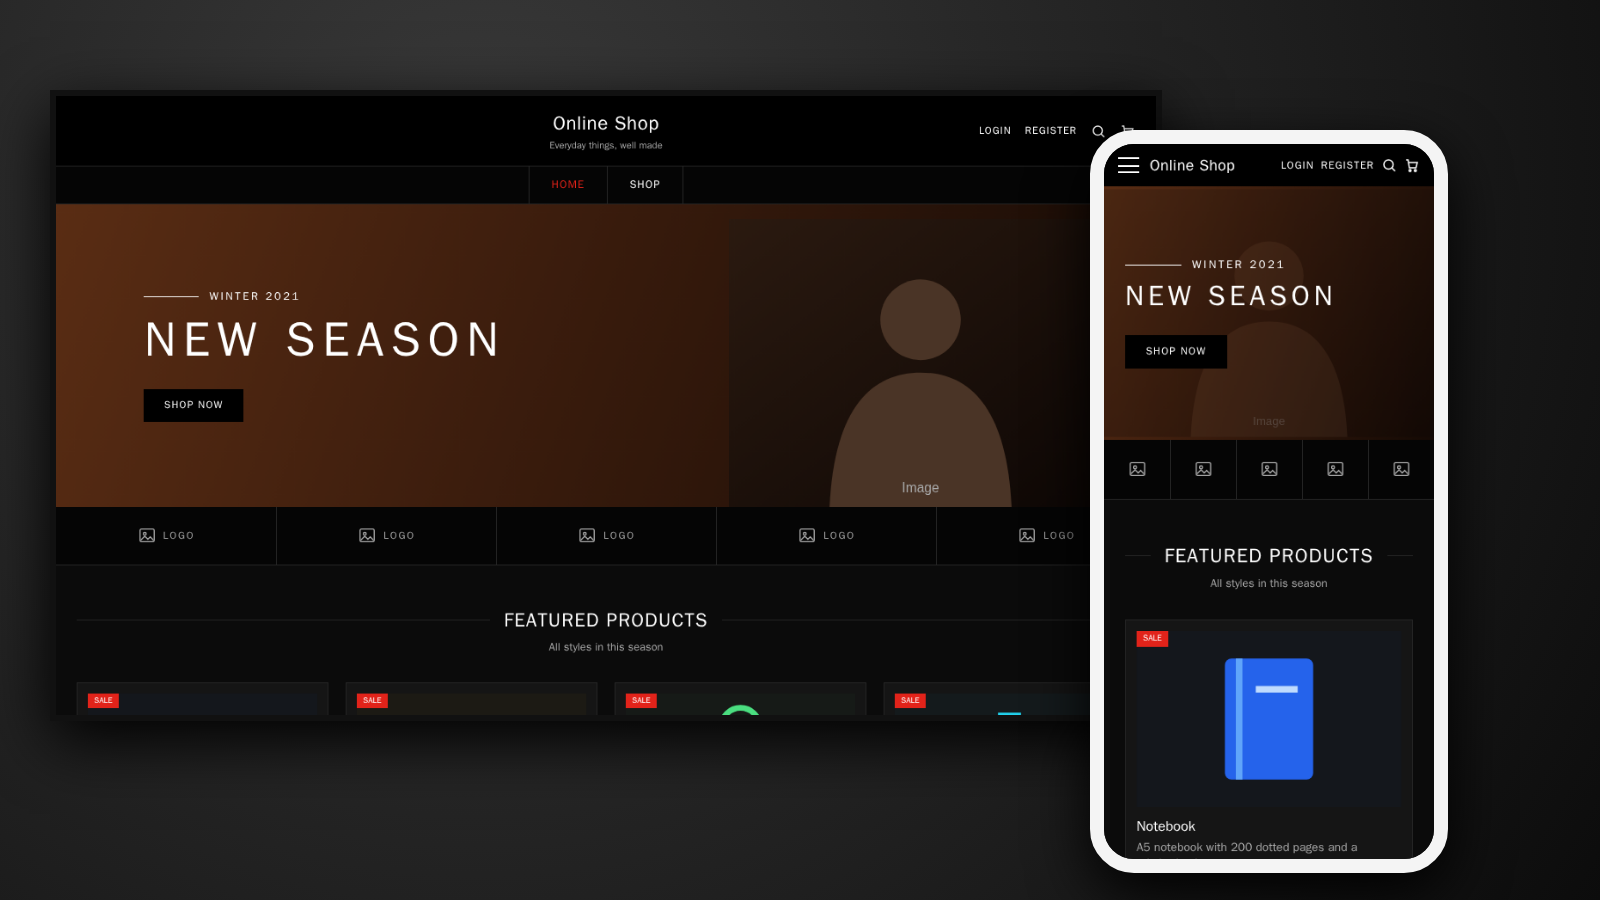 Online Shop
Everyday things, well made
LOGIN REGISTER
HOME SHOP
WINTER 2021
NEW SEASON
SHOP NOW
Image
LOGO LOGO LOGO LOGO LOGO
FEATURED PRODUCTS
All styles in this season
SALE SALE SALE SALE
Online Shop LOGIN REGISTER
WINTER 2021
NEW SEASON
SHOP NOW
Image
FEATURED PRODUCTS
All styles in this season
SALE
Notebook
A5 notebook with 200 dotted pages and a